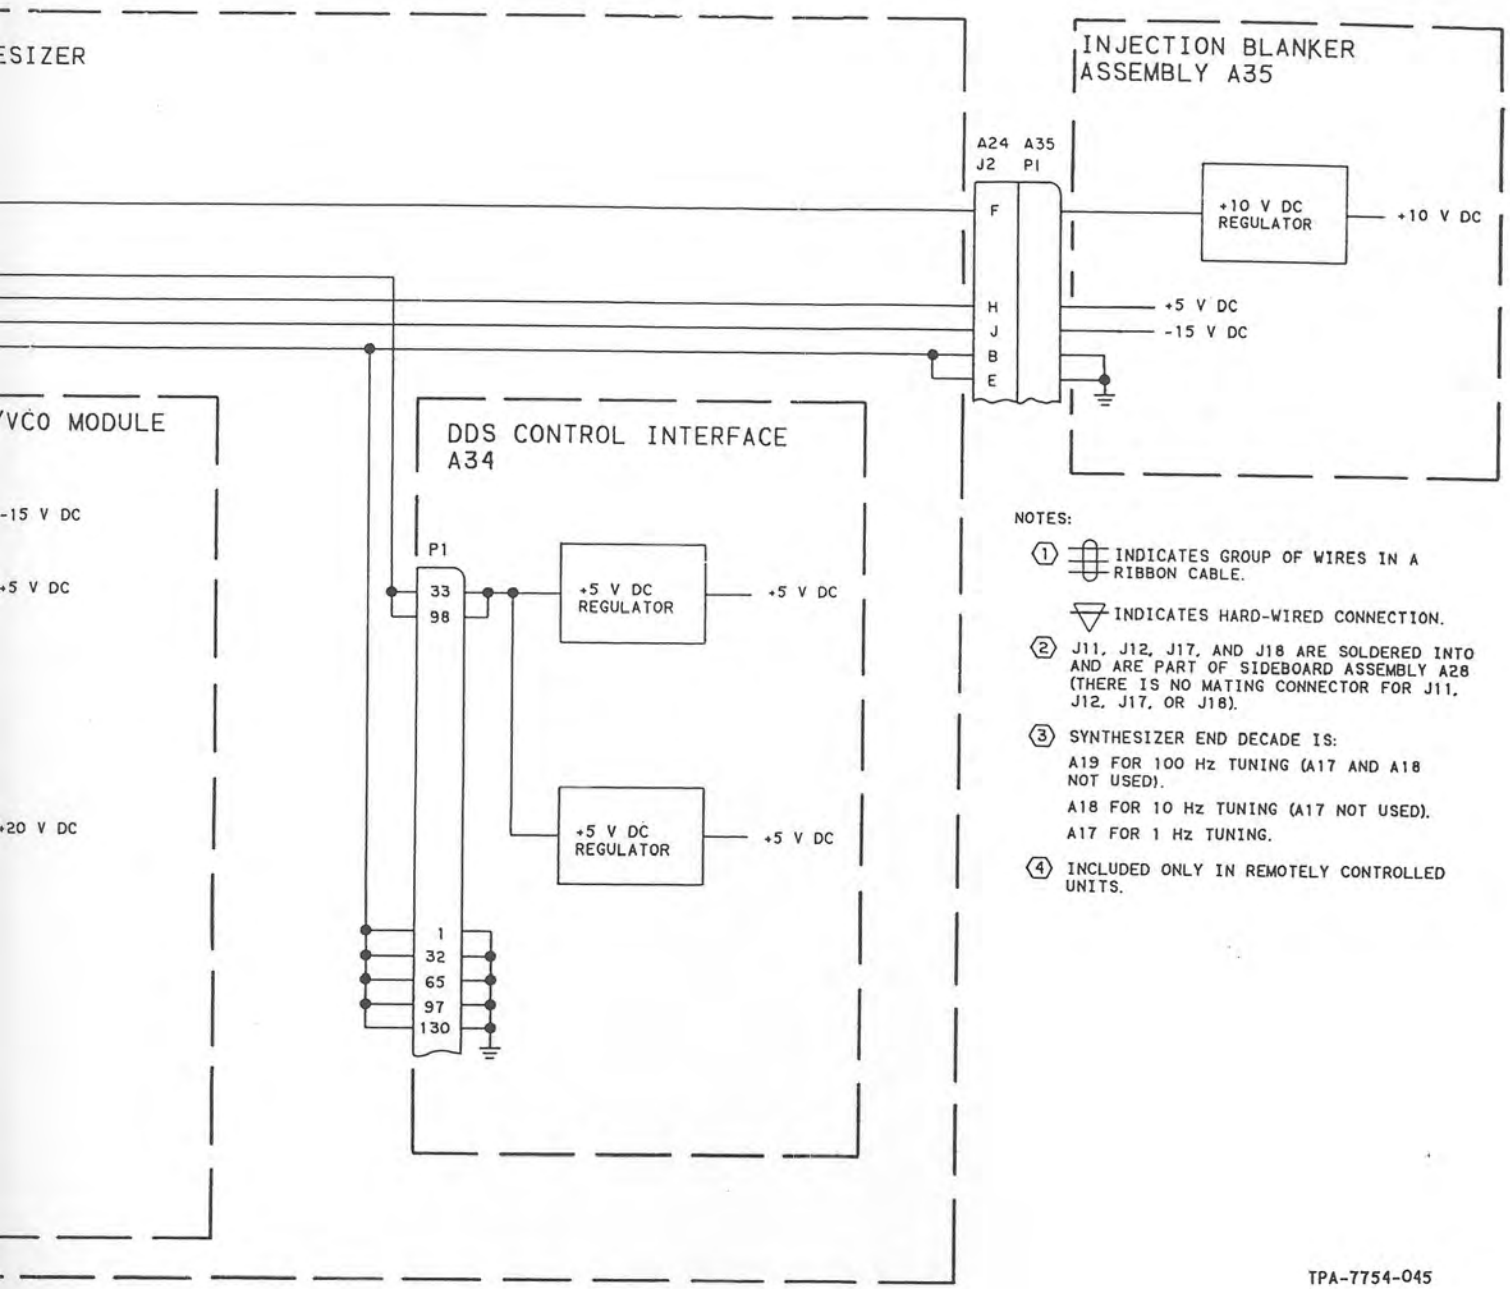 ESIZER
INJECTION BLANKER
ASSEMBLY A35
A24 A35
J2 P1
F
+10 V DC
REGULATOR
+10 V DC
H
+5 V DC
J
-15 V DC
B
E
/VCO MODULE
-15 V DC
+5 V DC
+20 V DC
DDS CONTROL INTERFACE
A34
P1
33
98
+5 V DC
REGULATOR
+5 V DC
+5 V DC
REGULATOR
+5 V DC
1
32
65
97
130
NOTES:
1 INDICATES GROUP OF WIRES IN A
RIBBON CABLE.
INDICATES HARD-WIRED CONNECTION.
2 J11, J12, J17, AND J18 ARE SOLDERED INTO
AND ARE PART OF SIDEBOARD ASSEMBLY A28
(THERE IS NO MATING CONNECTOR FOR J11,
J12, J17, OR J18).
3 SYNTHESIZER END DECADE IS:
A19 FOR 100 Hz TUNING (A17 AND A18
NOT USED).
A18 FOR 10 Hz TUNING (A17 NOT USED).
A17 FOR 1 Hz TUNING.
4 INCLUDED ONLY IN REMOTELY CONTROLLED
UNITS.
TPA-7754-045